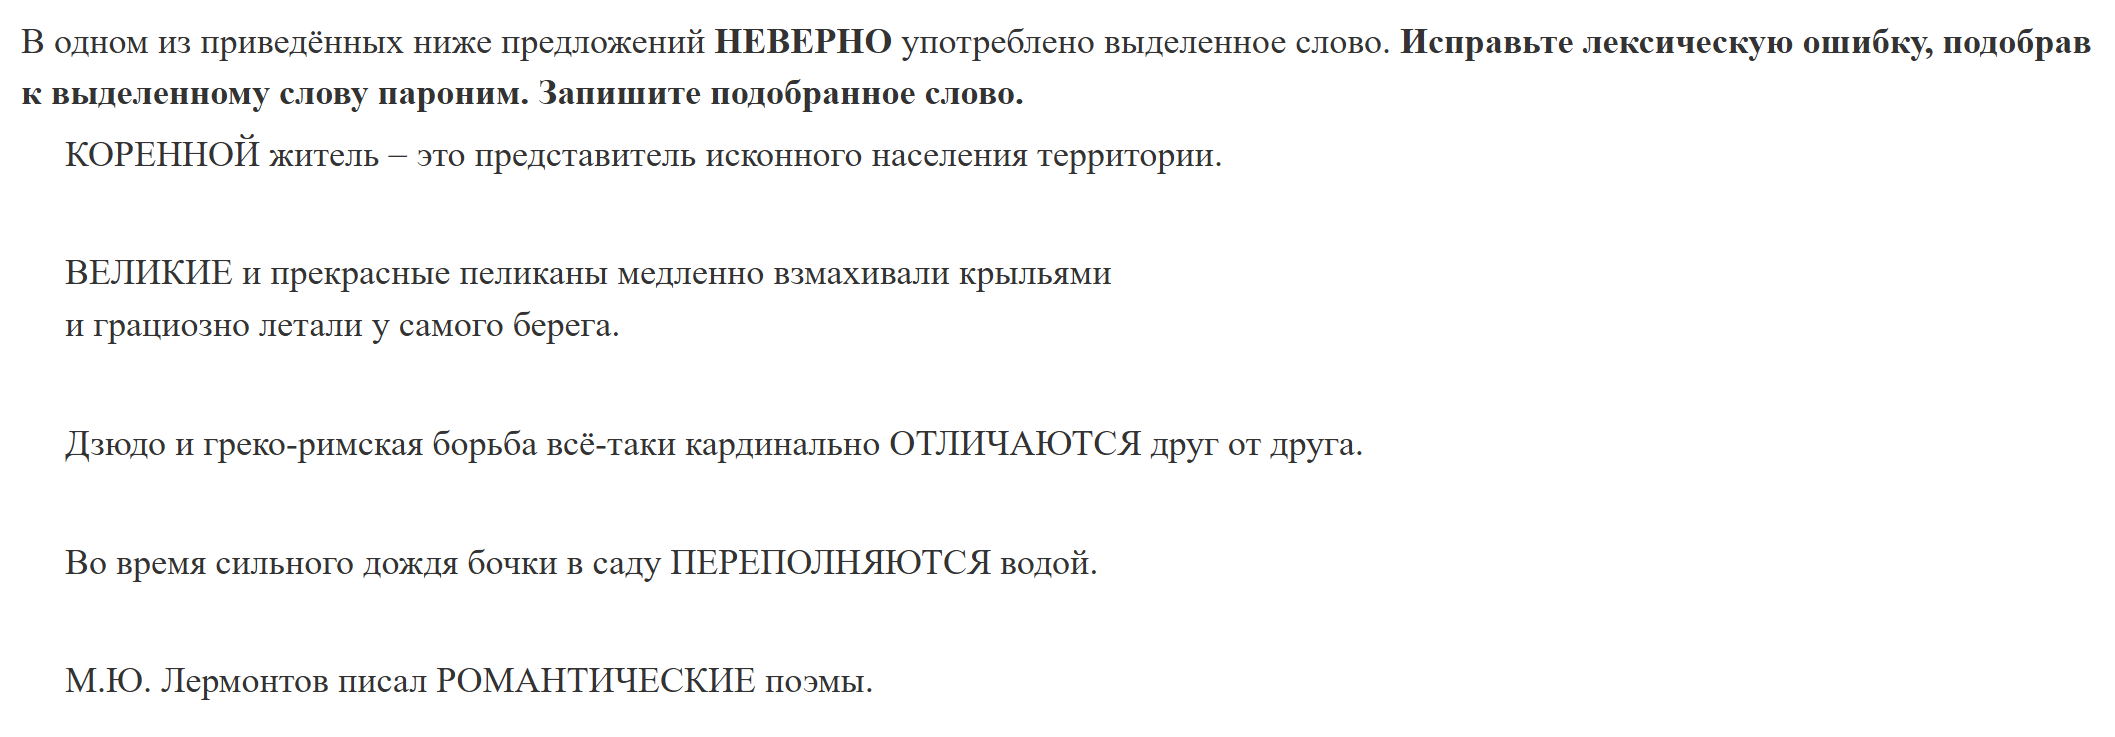 В одном из приведённых ниже предложений НЕВЕРНО употреблено выделенное слово. Исправьте лексическую ошибку, подобрав
к выделенному слову пароним. Запишите подобранное слово.
КОРЕННОЙ житель – это представитель исконного населения территории.
ВЕЛИКИЕ и прекрасные пеликаны медленно взмахивали крыльями
и грациозно летали у самого берега.
Дзюдо и греко-римская борьба всё-таки кардинально ОТЛИЧАЮТСЯ друг от друга.
Во время сильного дождя бочки в саду ПЕРЕПОЛНЯЮТСЯ водой.
М.Ю. Лермонтов писал РОМАНТИЧЕСКИЕ поэмы.